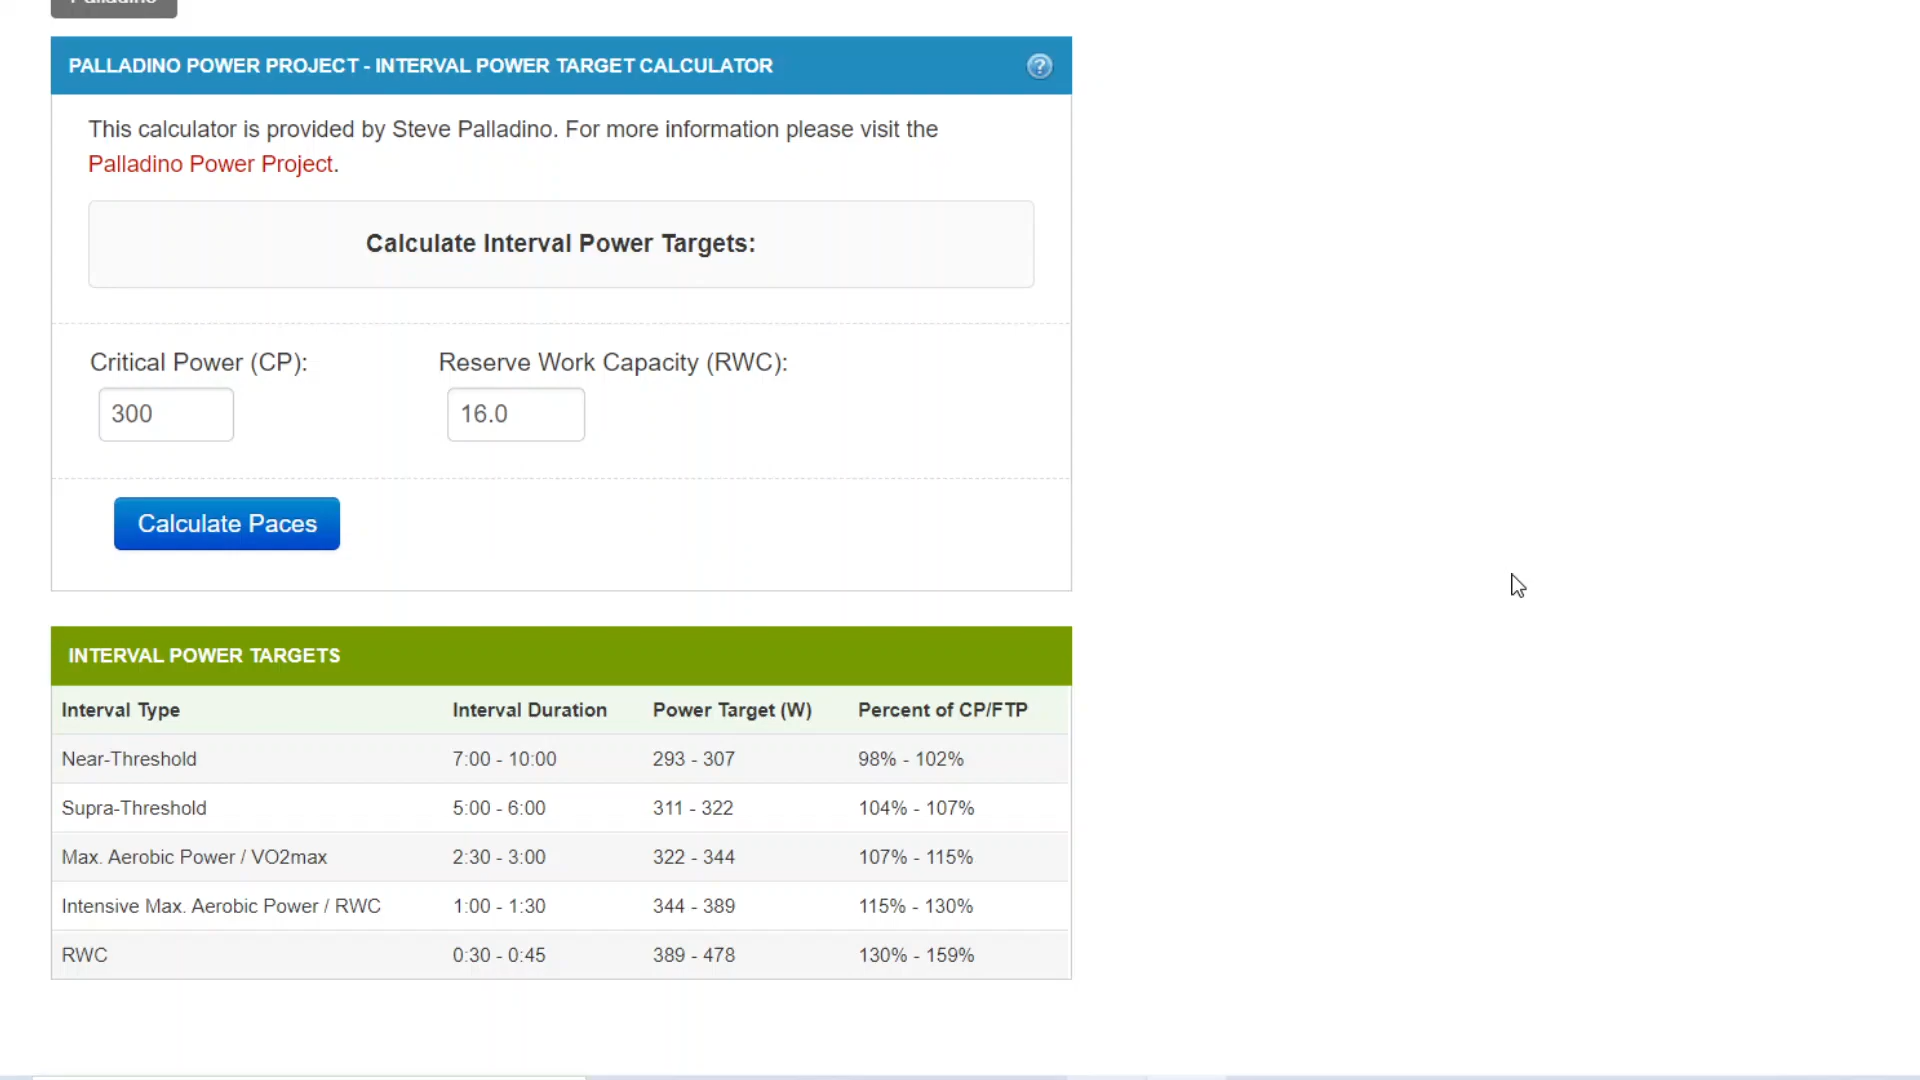 Palladino
PALLADINO POWER PROJECT - INTERVAL POWER TARGET CALCULATOR
This calculator is provided by Steve Palladino. For more information please visit the
Palladino Power Project.
Calculate Interval Power Targets:
Critical Power (CP): Reserve Work Capacity (RWC):
300 16.0
Calculate Paces
INTERVAL POWER TARGETS
Interval Type Interval Duration Power Target (W) Percent of CP/FTP
Near-Threshold 7:00 - 10:00 293 - 307 98% - 102%
Supra-Threshold 5:00 - 6:00 311 - 322 104% - 107%
Max. Aerobic Power / VO2max 2:30 - 3:00 322 - 344 107% - 115%
Intensive Max. Aerobic Power / RWC 1:00 - 1:30 344 - 389 115% - 130%
RWC 0:30 - 0:45 389 - 478 130% - 159%